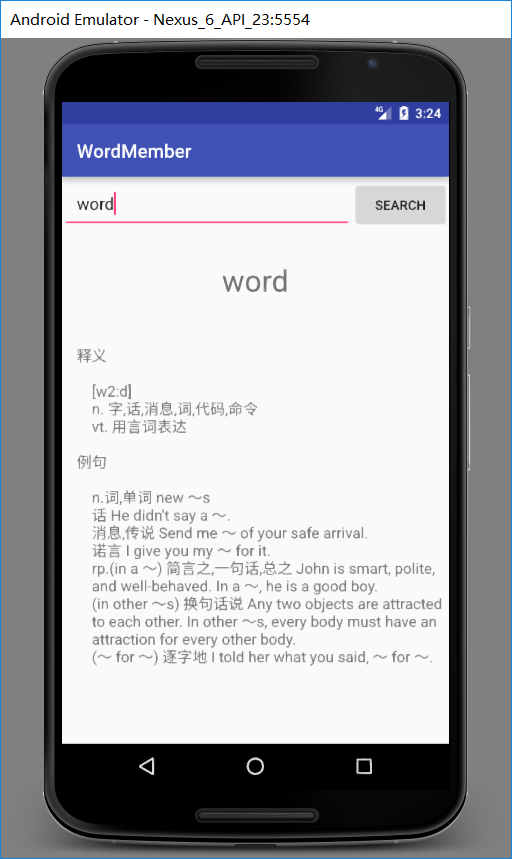 Android Emulator - Nexus_6_API_23:5554
4G 3:24
WordMember
word SEARCH
word
释义
[w2:d]
n. 字,话,消息,词,代码,命令
vt. 用言词表达
例句
n.词,单词 new ～s
话 He didn't say a ～.
消息,传说 Send me ～ of your safe arrival.
诺言 I give you my ～ for it.
rp.(in a ～) 简言之,一句话,总之 John is smart, polite,
and well-behaved. In a ～, he is a good boy.
(in other ～s) 换句话说 Any two objects are attracted
to each other. In other ～s, every body must have an
attraction for every other body.
(～ for ～) 逐字地 I told her what you said, ～ for ～.